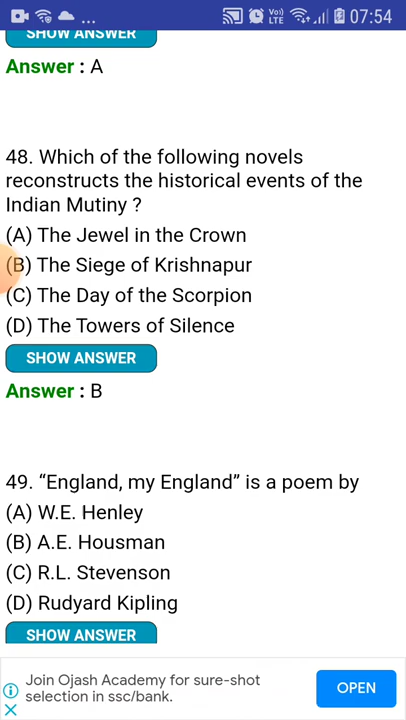 Vo))
LTE
07:54
SHOW ANSWER
Answer : A
48. Which of the following novels
reconstructs the historical events of the
Indian Mutiny ?
(A) The Jewel in the Crown
(B) The Siege of Krishnapur
(C) The Day of the Scorpion
(D) The Towers of Silence
SHOW ANSWER
Answer : B
49. “England, my England” is a poem by
(A) W.E. Henley
(B) A.E. Housman
(C) R.L. Stevenson
(D) Rudyard Kipling
SHOW ANSWER
Join Ojash Academy for sure-shot
selection in ssc/bank.
OPEN